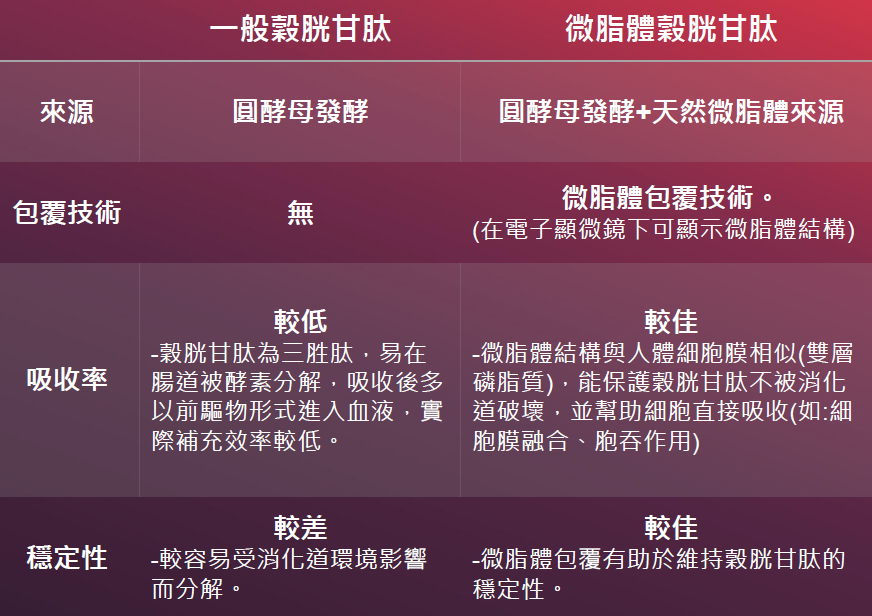 一般穀胱甘肽
微脂體穀胱甘肽
來源
圓酵母發酵
圓酵母發酵+天然微脂體來源
包覆技術
無
微脂體包覆技術。
(在電子顯微鏡下可顯示微脂體結構)
吸收率
較低
-穀胱甘肽為三胜肽，易在
腸道被酵素分解，吸收後多
以前驅物形式進入血液，實
際補充效率較低。
較佳
-微脂體結構與人體細胞膜相似(雙層
磷脂質)，能保護穀胱甘肽不被消化
道破壞，並幫助細胞直接吸收(如:細
胞膜融合、胞吞作用)
穩定性
較差
-較容易受消化道環境影響
而分解。
較佳
-微脂體包覆有助於維持穀胱甘肽的
穩定性。